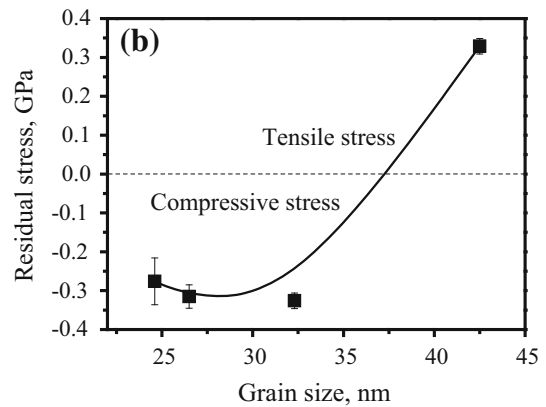 (b)
0.4
0.3
0.2
0.1
0.0
-0.1
-0.2
-0.3
-0.4
Residual stress, GPa
Tensile stress
Compressive stress
25 30 35 40 45
Grain size, nm